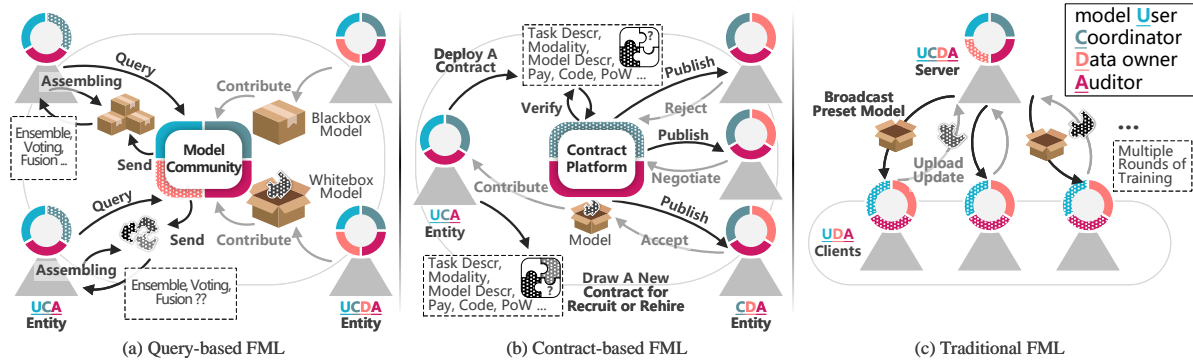 Query
Assembling
Ensemble,
Voting,
Fusion ...
Send
Model
Community
Contribute
Blackbox
Model
Whitebox
Model
Query
Send
Contribute
Assembling
Ensemble, Voting,
Fusion ??
UCA
Entity
UCDA
Entity
(a) Query-based FML
Deploy A
Contract
Task Descr,
Modality,
Model Descr,
Pay, Code, PoW ...
?
Verify
Publish
Reject
Contract
Platform
Publish
Negotiate
Contribute
Model
Publish
Accept
UCA
Entity
Task Descr,
Modality,
Model Descr,
Pay, Code, PoW ...
?
Draw A New
Contract for
Recruit or Rehire
CDA
Entity
(b) Contract-based FML
UCDA
Server
model User
Coordinator
Data owner
Auditor
Broadcast
Preset Model
Upload
Update
...
Multiple
Rounds of
Training
UDA
Clients
(c) Traditional FML